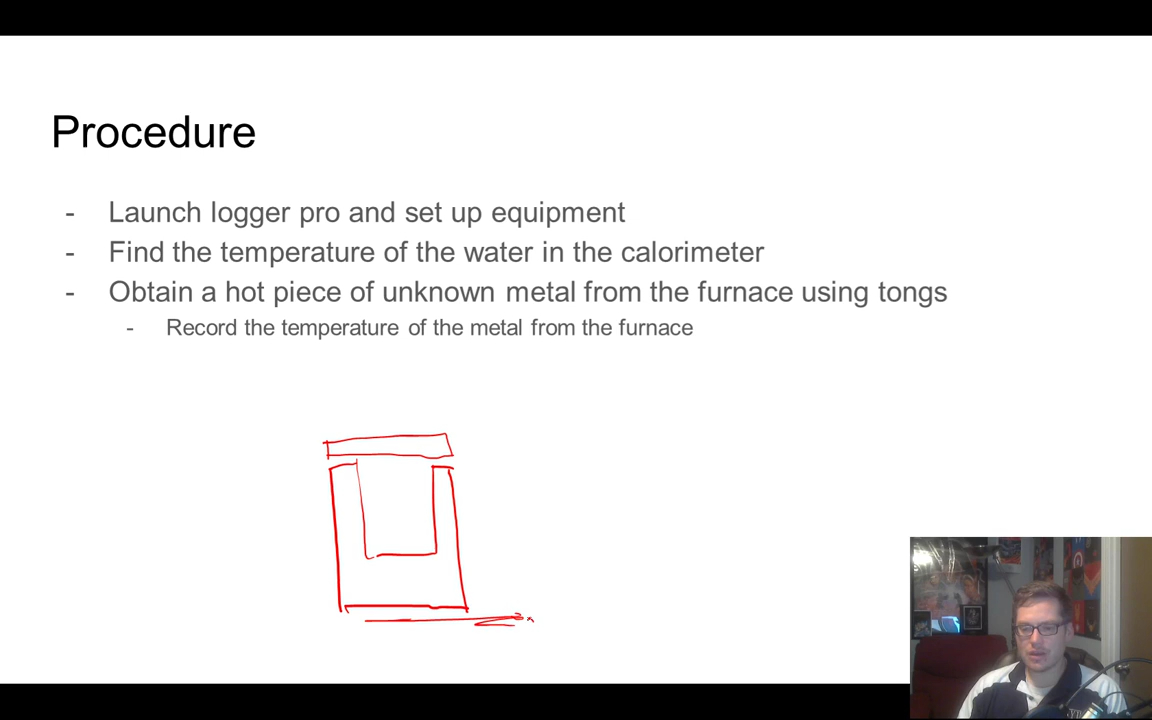 Procedure
- Launch logger pro and set up equipment
- Find the temperature of the water in the calorimeter
- Obtain a hot piece of unknown metal from the furnace using tongs
- Record the temperature of the metal from the furnace